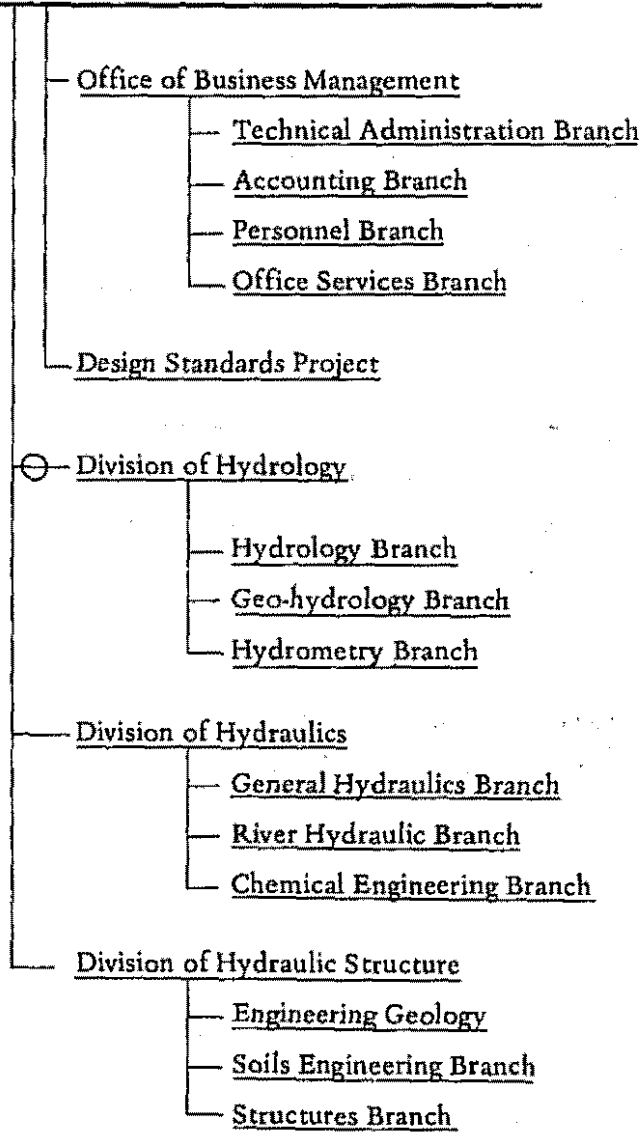 Office of Business Management
Technical Administration Branch
Accounting Branch
Personnel Branch
Office Services Branch
Design Standards Project
Division of Hydrology
Hydrology Branch
Geo-hydrology Branch
Hydrometry Branch
Division of Hydraulics
General Hydraulics Branch
River Hydraulic Branch
Chemical Engineering Branch
Division of Hydraulic Structure
Engineering Geology
Soils Engineering Branch
Structures Branch